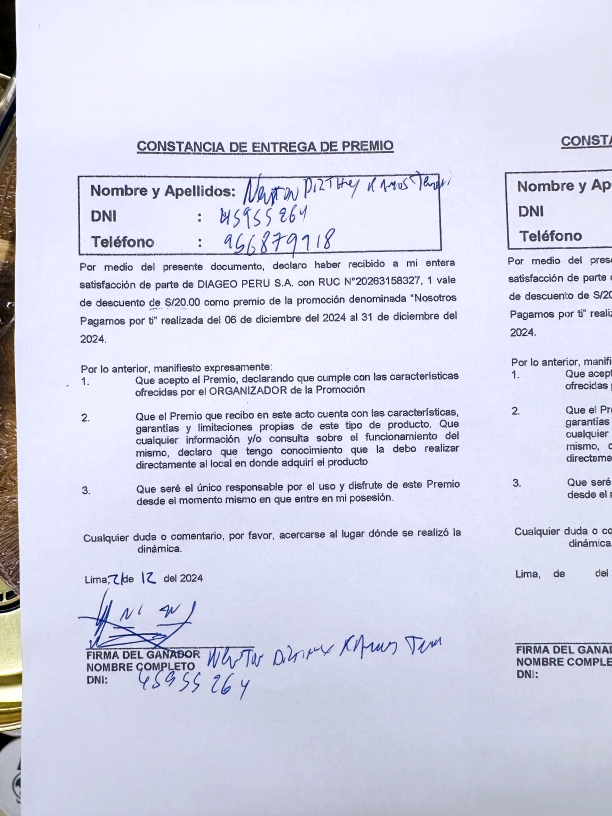 CONSTANCIA DE ENTREGA DE PREMIO
Nombre y Apellidos: Ramos
DNI : 45955264
Teléfono : 966879718
Por medio del presente documento, declaro haber recibido a mi entera
satisfacción de parte de DIAGEO PERU S.A. con RUC N°20263158327, 1 vale
de descuento de S/20.00 como premio de la promoción denominada "Nosotros
Pagamos por ti" realizada del 06 de diciembre del 2024 al 31 de diciembre del
2024.
Por lo anterior, manifiesto expresamente:
1. Que acepto el Premio, declarando que cumple con las características
ofrecidas por el ORGANIZADOR de la Promoción
2. Que el Premio que recibo en este acto cuenta con las características,
garantías y limitaciones propias de este tipo de producto. Que
cualquier información y/o consulta sobre el funcionamiento del
mismo, declaro que tengo conocimiento que la debo realizar
directamente al local en donde adquirí el producto
3. Que seré el único responsable por el uso y disfrute de este Premio
desde el momento mismo en que entre en mi posesión.
Cualquier duda o comentario, por favor, acercarse al lugar dónde se realizó la
dinámica.
Lima, 21 de 12 del 2024
FIRMA DEL GANADOR
NOMBRE COMPLETO Ramos
DNI: 45955264
CONSTA
Nombre y Ap
DNI
Teléfono
Por medio del prese
satisfacción de parte
de descuento de S/20
Pagamos por ti" realiz
2024.
Por lo anterior, manifi
1. Que acept
ofrecidas
2. Que el Pr
garantías
cualquier
mismo,
directame
3. Que seré
desde el
Cualquier duda o co
dinámica
Lima, de del
FIRMA DEL GANA
NOMBRE COMPLE
DNI: